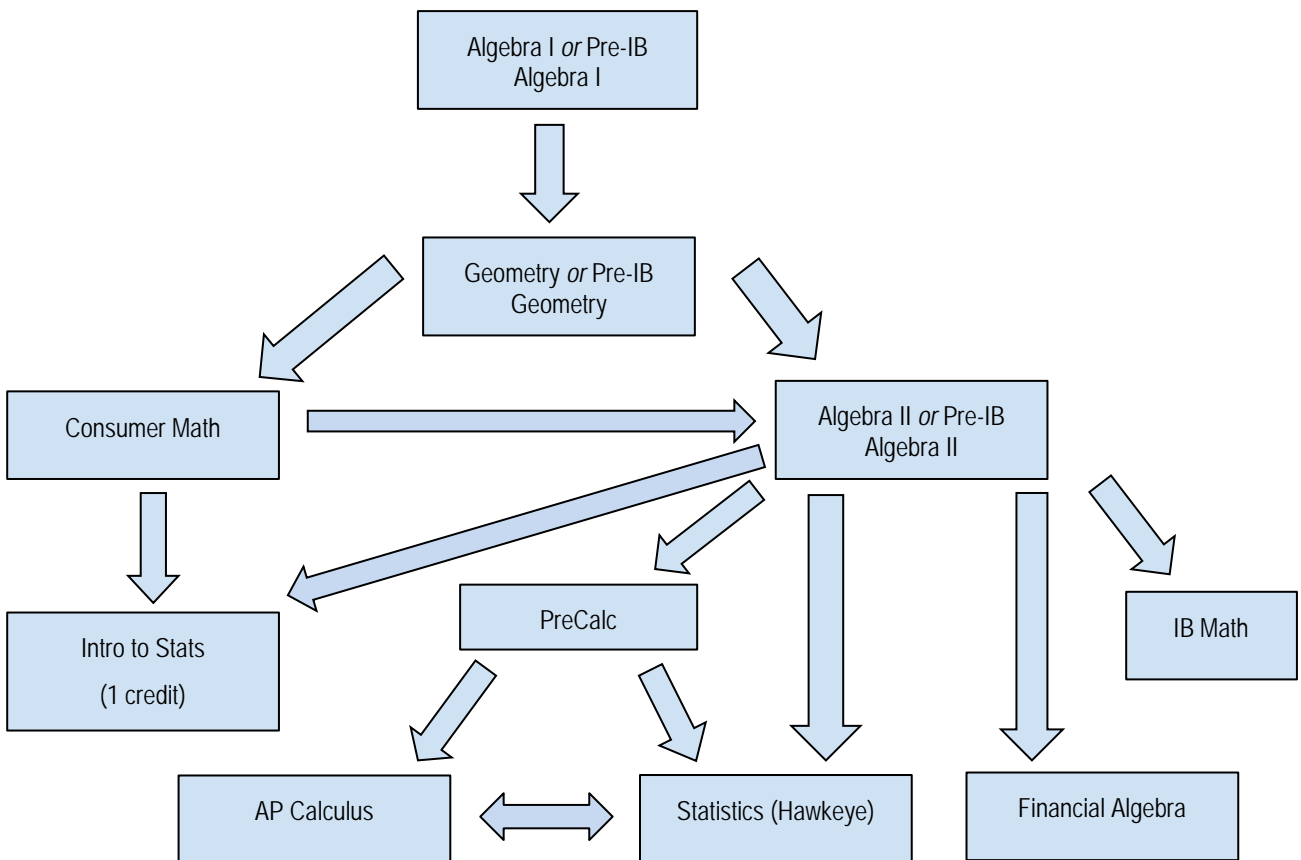 Algebra I or Pre-IB
Algebra I
Geometry or Pre-IB
Geometry
Consumer Math
Algebra II or Pre-IB
Algebra II
Intro to Stats
(1 credit)
PreCalc
IB Math
AP Calculus
Statistics (Hawkeye)
Financial Algebra